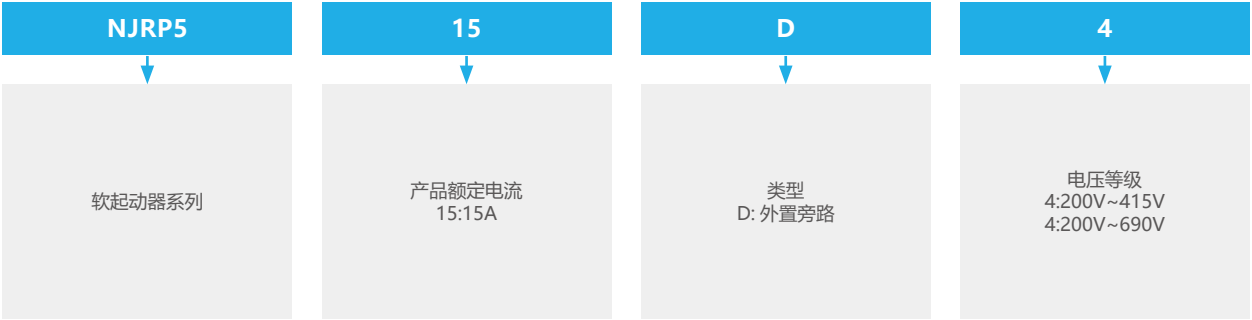 NJRP5
15
D
4
软起动器系列
产品额定电流
15:15A
类型
D: 外置旁路
电压等级
4:200V~415V
4:200V~690V